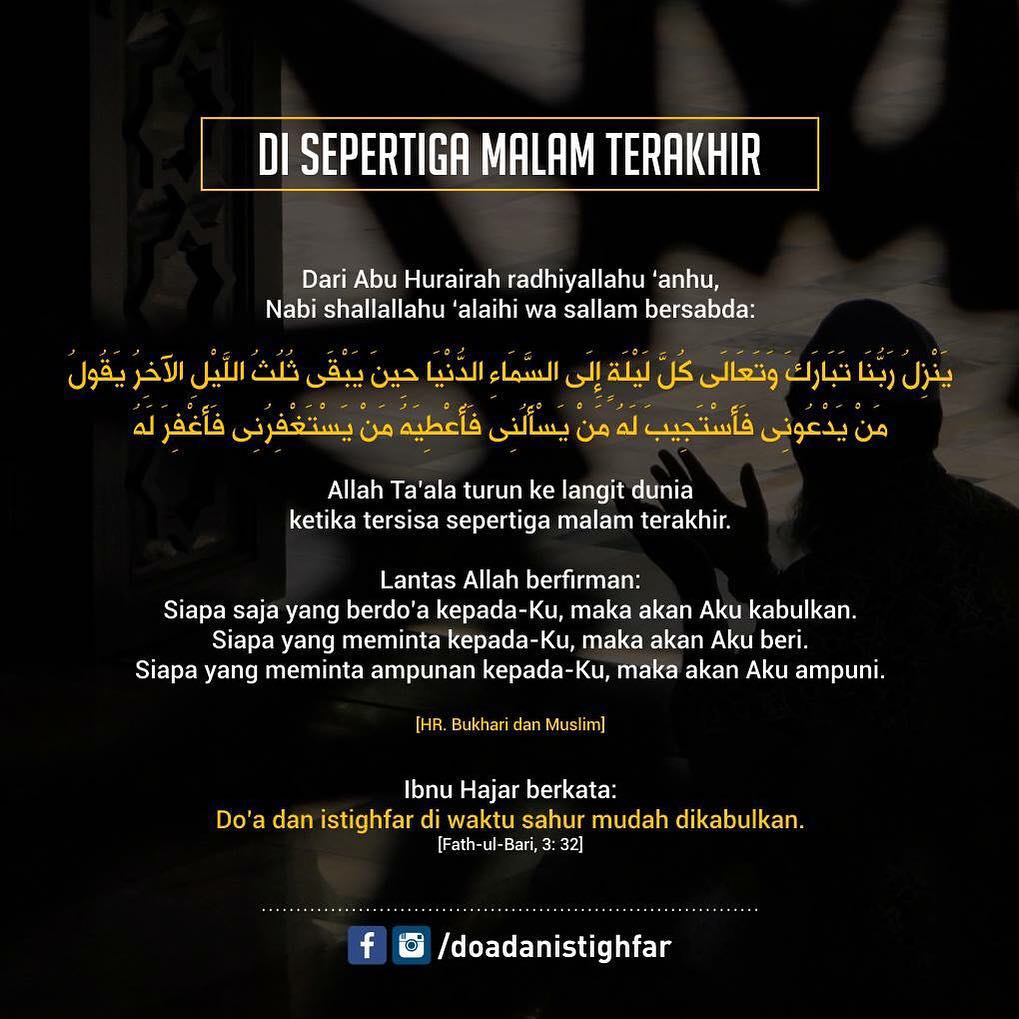 DI SEPERTIGA MALAM TERAKHIR
Dari Abu Hurairah radhiyallahu ‘anhu,
Nabi shallallahu ‘alaihi wa sallam bersabda:
يَنْزِلُ رَبُّنَا تَبَارَكَ وَتَعَالَى كُلَّ لَيْلَةٍ إِلَى السَّمَاءِ الدُّنْيَا حِينَ يَبْقَى ثُلُثُ اللَّيْلِ الآخِرُ يَقُولُ
مَنْ يَدْعُونِى فَأَسْتَجِيبَ لَهُ مَنْ يَسْأَلُنِى فَأُعْطِيَهُ مَنْ يَسْتَغْفِرُنِى فَأَغْفِرَ لَهُ
Allah Ta'ala turun ke langit dunia
ketika tersisa sepertiga malam terakhir.
Lantas Allah berfirman:
Siapa saja yang berdo'a kepada-Ku, maka akan Aku kabulkan.
Siapa yang meminta kepada-Ku, maka akan Aku beri.
Siapa yang meminta ampunan kepada-Ku, maka akan Aku ampuni.
[HR. Bukhari dan Muslim]
Ibnu Hajar berkata:
Do'a dan istighfar di waktu sahur mudah dikabulkan.
[Fath-ul-Bari, 3: 32]
/doadanistighfar